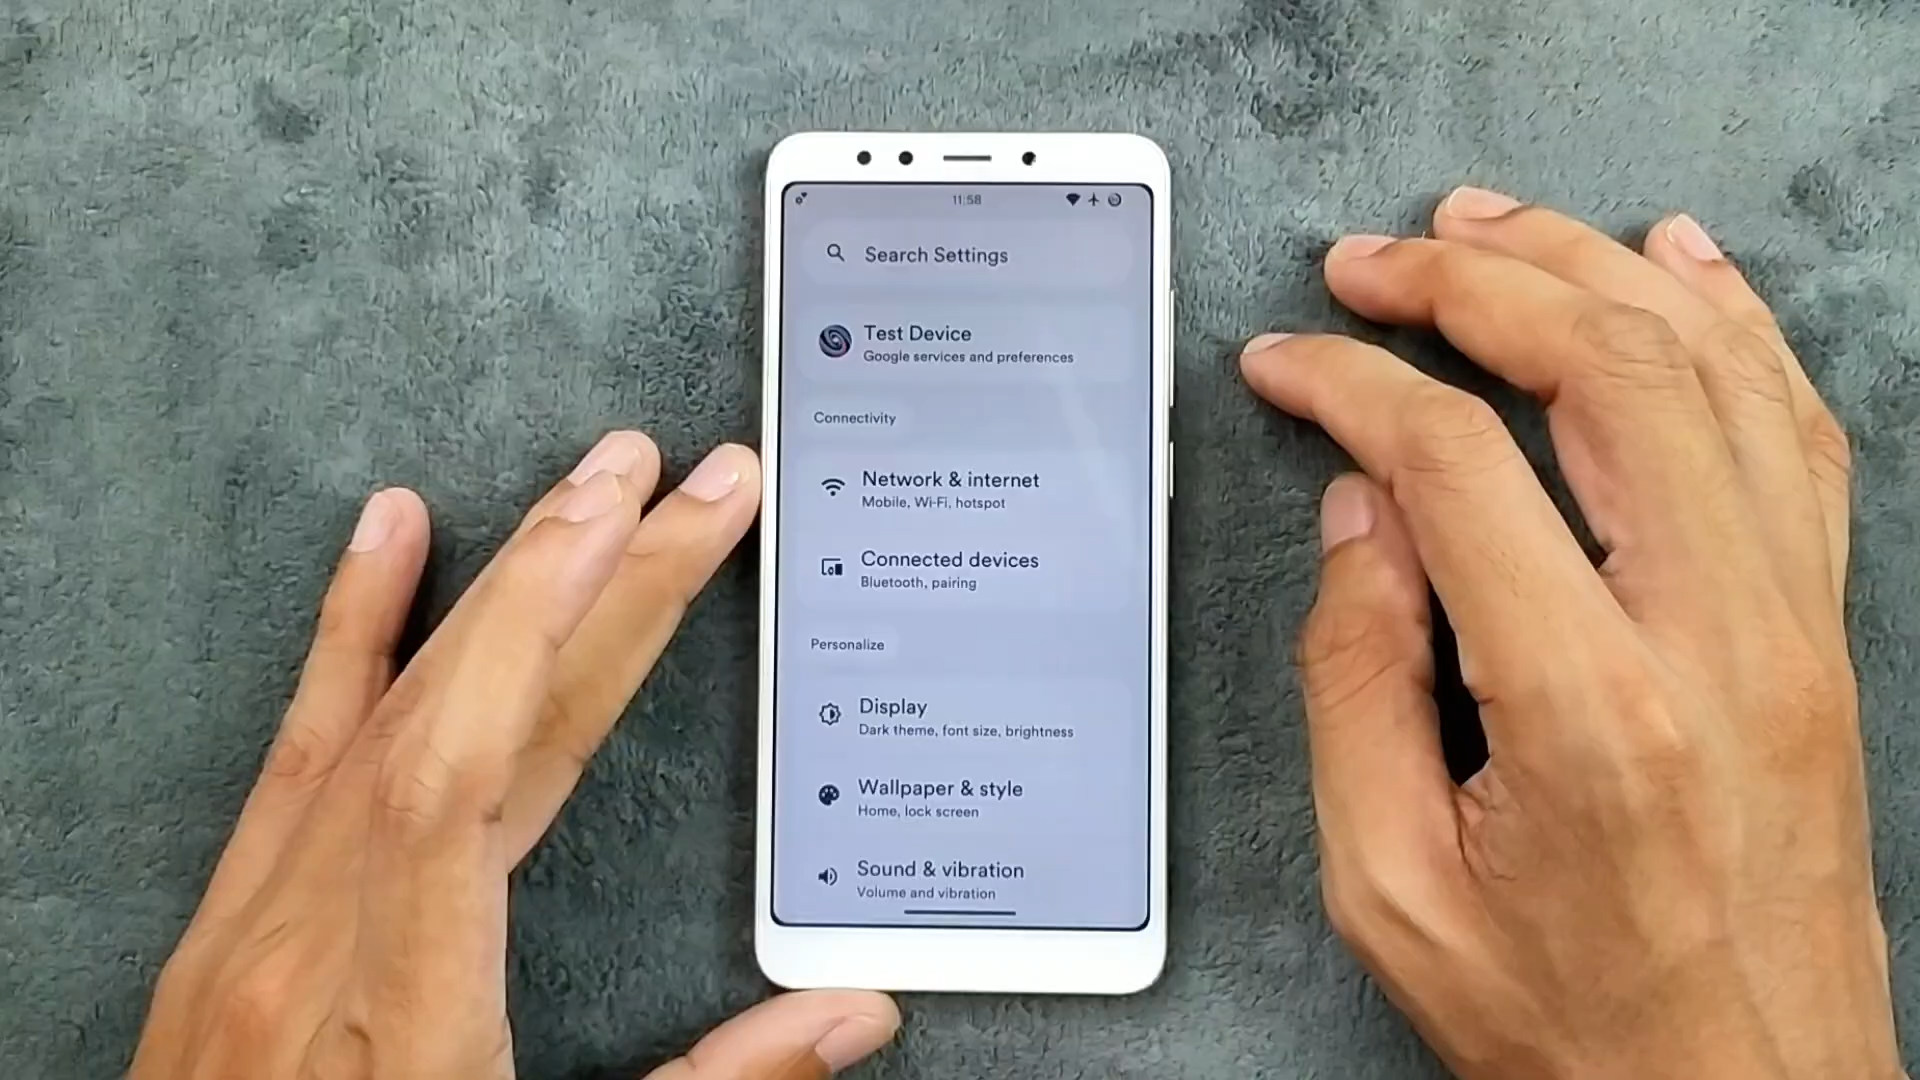 11:58
Search Settings
Test Device
Google services and preferences
Connectivity
Network & internet
Mobile, Wi-Fi, hotspot
Connected devices
Bluetooth, pairing
Personalize
Display
Dark theme, font size, brightness
Wallpaper & style
Home, lock screen
Sound & vibration
Volume and vibration